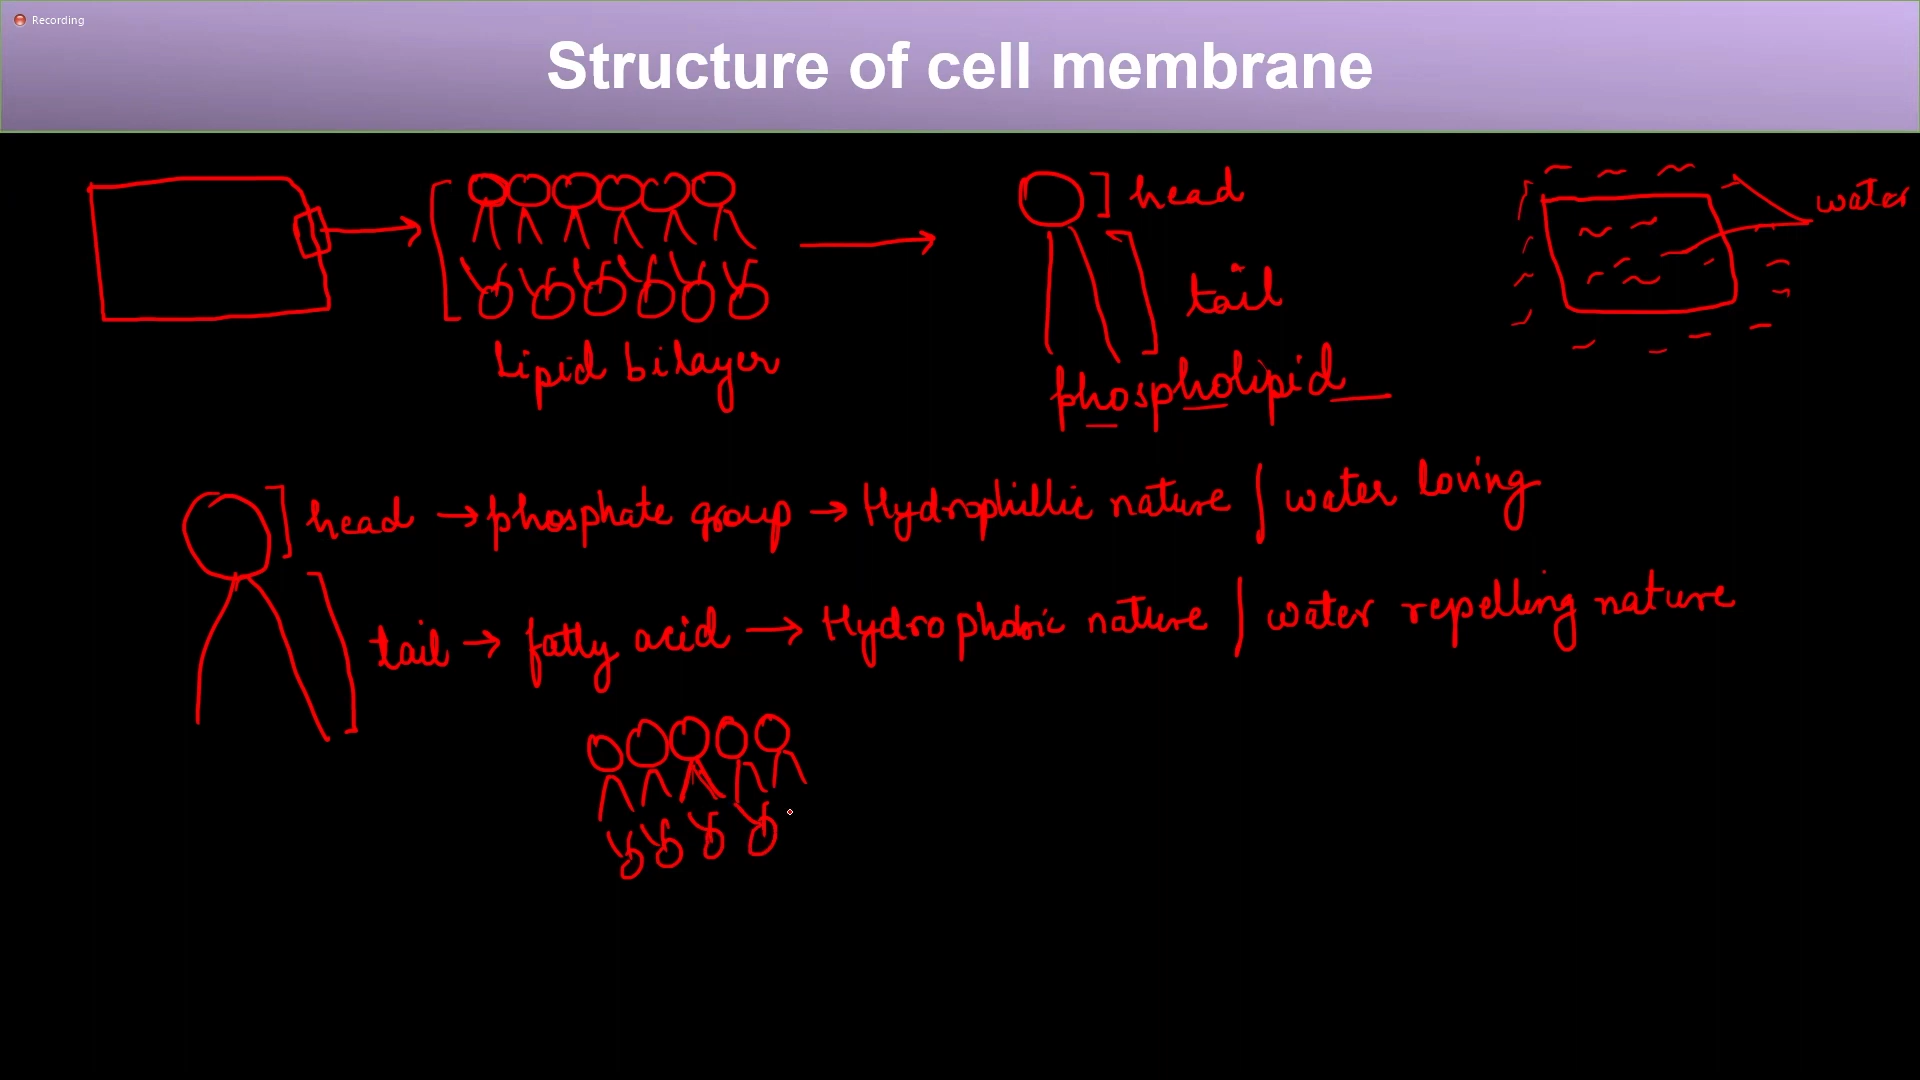 Recording
Structure of cell membrane
head
water
tail
Lipid bilayer
phospholipid
head → phosphate group → Hydrophillic nature / water loving
tail → fatty acid → Hydrophobic nature / water repelling nature